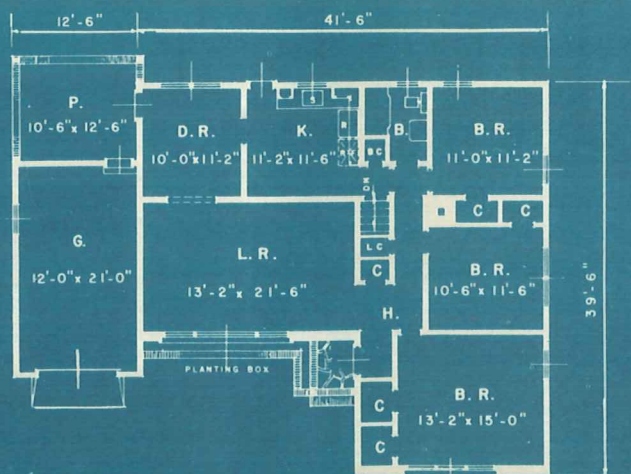 12'-6"
41'-6"
P.
10'-6"x 12'-6"
D.R.
10'-0"x11'-2"
K.
11'-2"x 11'-6"
S
R
B.
B.C
B.R.
11'-0"x 11'-2"
DN
C
C
G.
12'-0"x 21'-0"
L.R.
13'-2"x 21'-6"
L.C
C
B.R.
10'-6"x 11'-6"
39'-6"
H.
PLANTING BOX
C
C
B.R.
13'-2"x 15'-0"